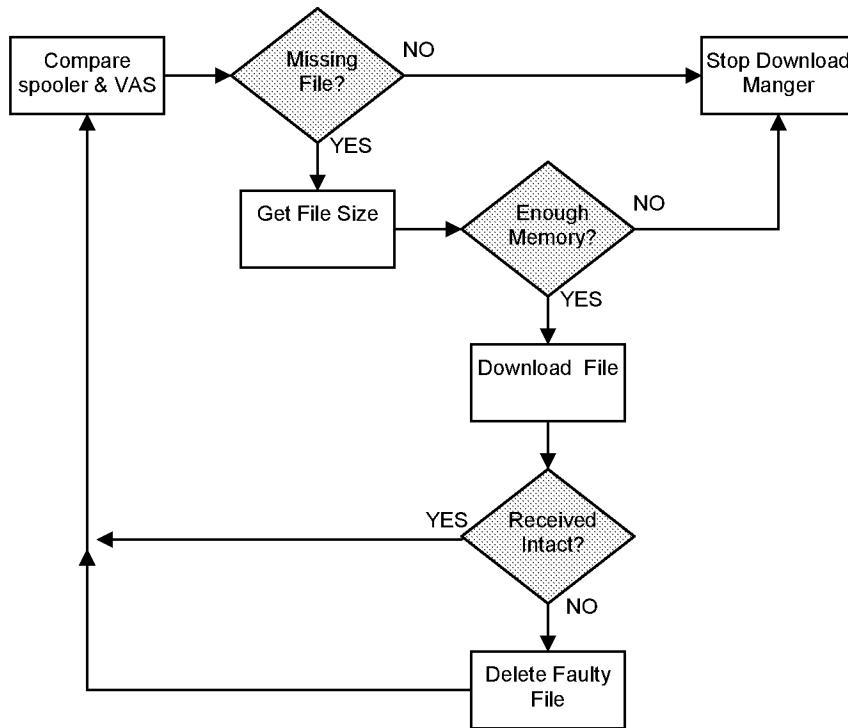 Compare
spooler & VAS
Missing
File?
NO
Stop Download
Manger
YES
Get File Size
Enough
Memory?
NO
YES
Download File
YES
Received
Intact?
NO
Delete Faulty
File